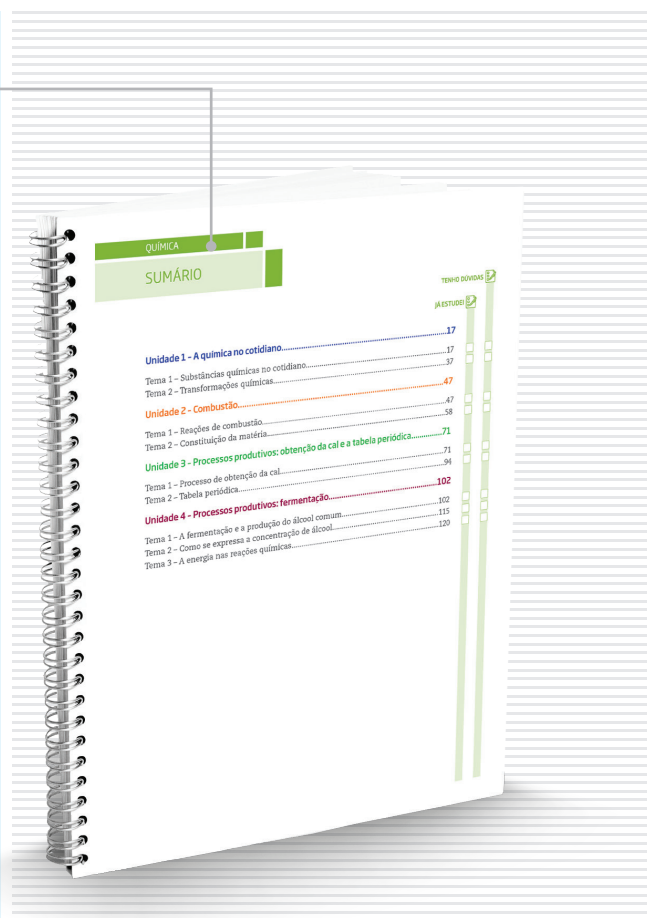 QUÍMICA
SUMÁRIO
TENHO DÚVIDAS
JÁ ESTUDEI
Unidade 1 – A química no cotidiano..........17
Tema 1 – Substâncias químicas no cotidiano..........17
Tema 2 – Transformações químicas..........37
Unidade 2 – Combustão..........47
Tema 1 – Reações de combustão..........47
Tema 2 – Constituição da matéria..........58
Unidade 3 – Processos produtivos: obtenção da cal e a tabela periódica..........71
Tema 1 – Processo de obtenção da cal..........71
Tema 2 – Tabela periódica..........94
Unidade 4 – Processos produtivos: fermentação..........102
Tema 1 – A fermentação e a produção do álcool comum..........102
Tema 2 – Como se expressa a concentração de álcool..........115
Tema 3 – A energia nas reações químicas..........120